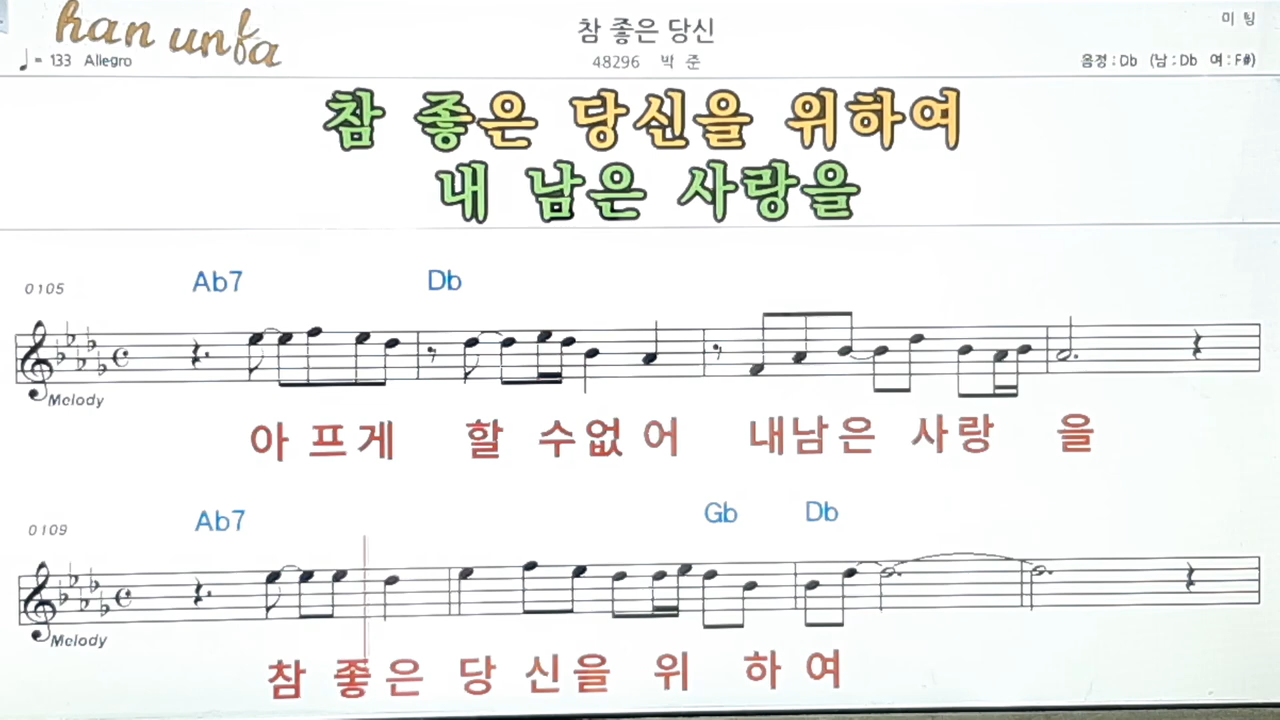 han unfa
참 좋은 당신
미 팅
♩= 133 Allegro
48296 박 준
음정 : Db (남 : Db 여 : F#)
참 좋은 당신을 위하여
내 남은 사랑을
Ab7 Db
0105
Melody
아 프 게 할 수 없 어 내 남 은 사 랑 을
Ab7 Gb Db
0109
Melody
참 좋 은 당 신 을 위 하 여